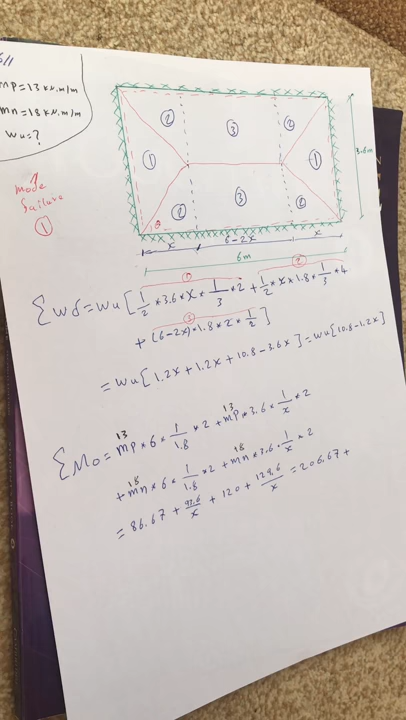 mp=13 kN.m/m
mn=18 kN.m/m
wu=?
mode
failure
①
②
③
②
①
①
②
③
②
θ
3.6m
x
6-2x
x
6m
① ②
Σwδ=wu[1/2*3.6*x*1/3*2+1/2*x*1.8*1/3*4
③
+(6-2x)*1.8*2*1/2]
=wu[1.2x+1.2x+10.8-3.6x]=wu[10.8-1.2x]
13 13
ΣMθ=mp*6*1/1.8*2+mp*3.6*1/x*2
18 18
+mn*6*1/1.8*2+mn*3.6*1/x*2
=86.67+93.6/x+120+129.6/x=206.67+